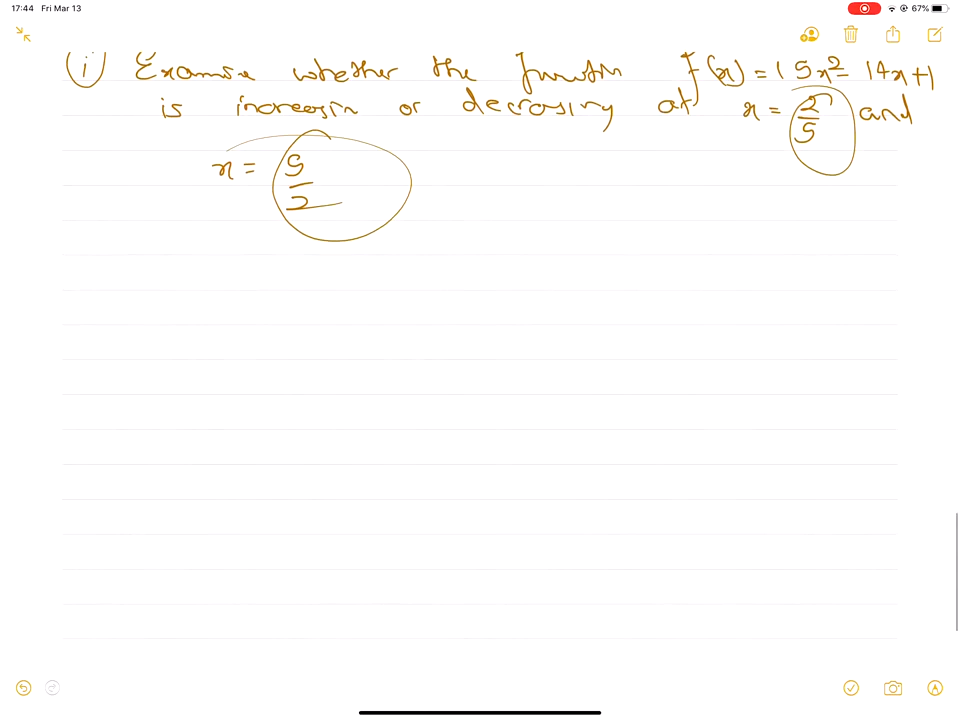 17:44 Fri Mar 13 67%
(i) Examine whether the function f(x) = 15x² - 14x + 1
is increasin or decreasing at x = 2/5 and
x = 5/2